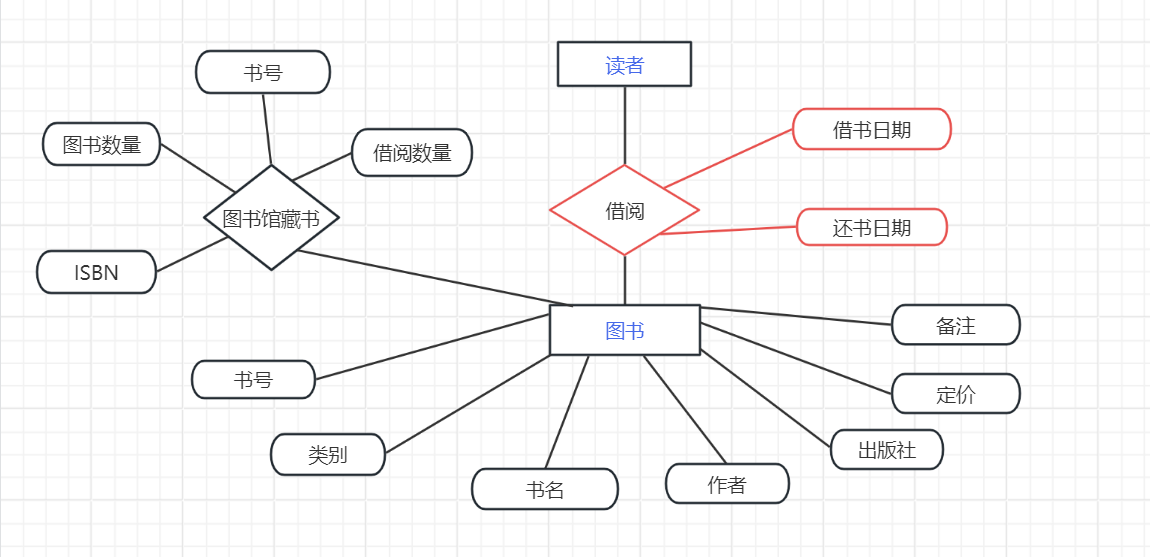 读者
书号
借书日期
图书数量
借阅数量
借阅
图书馆藏书
还书日期
ISBN
图书
备注
书号
定价
类别
出版社
书名
作者